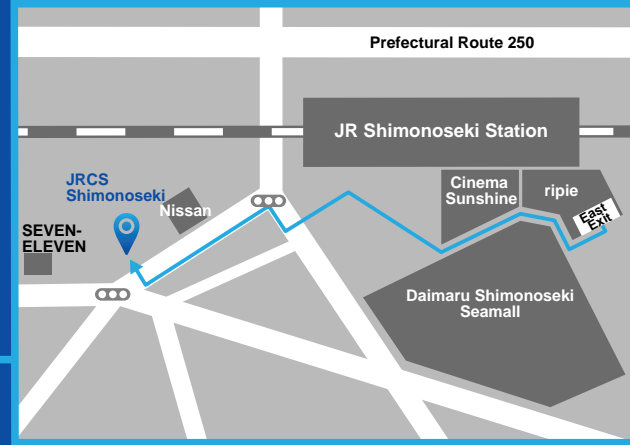 Prefectural Route 250
JR Shimonoseki Station
JRCS
Shimonoseki
Nissan
SEVEN-
ELEVEN
Cinema
Sunshine
ripie
East
Exit
Daimaru Shimonoseki
Seamall